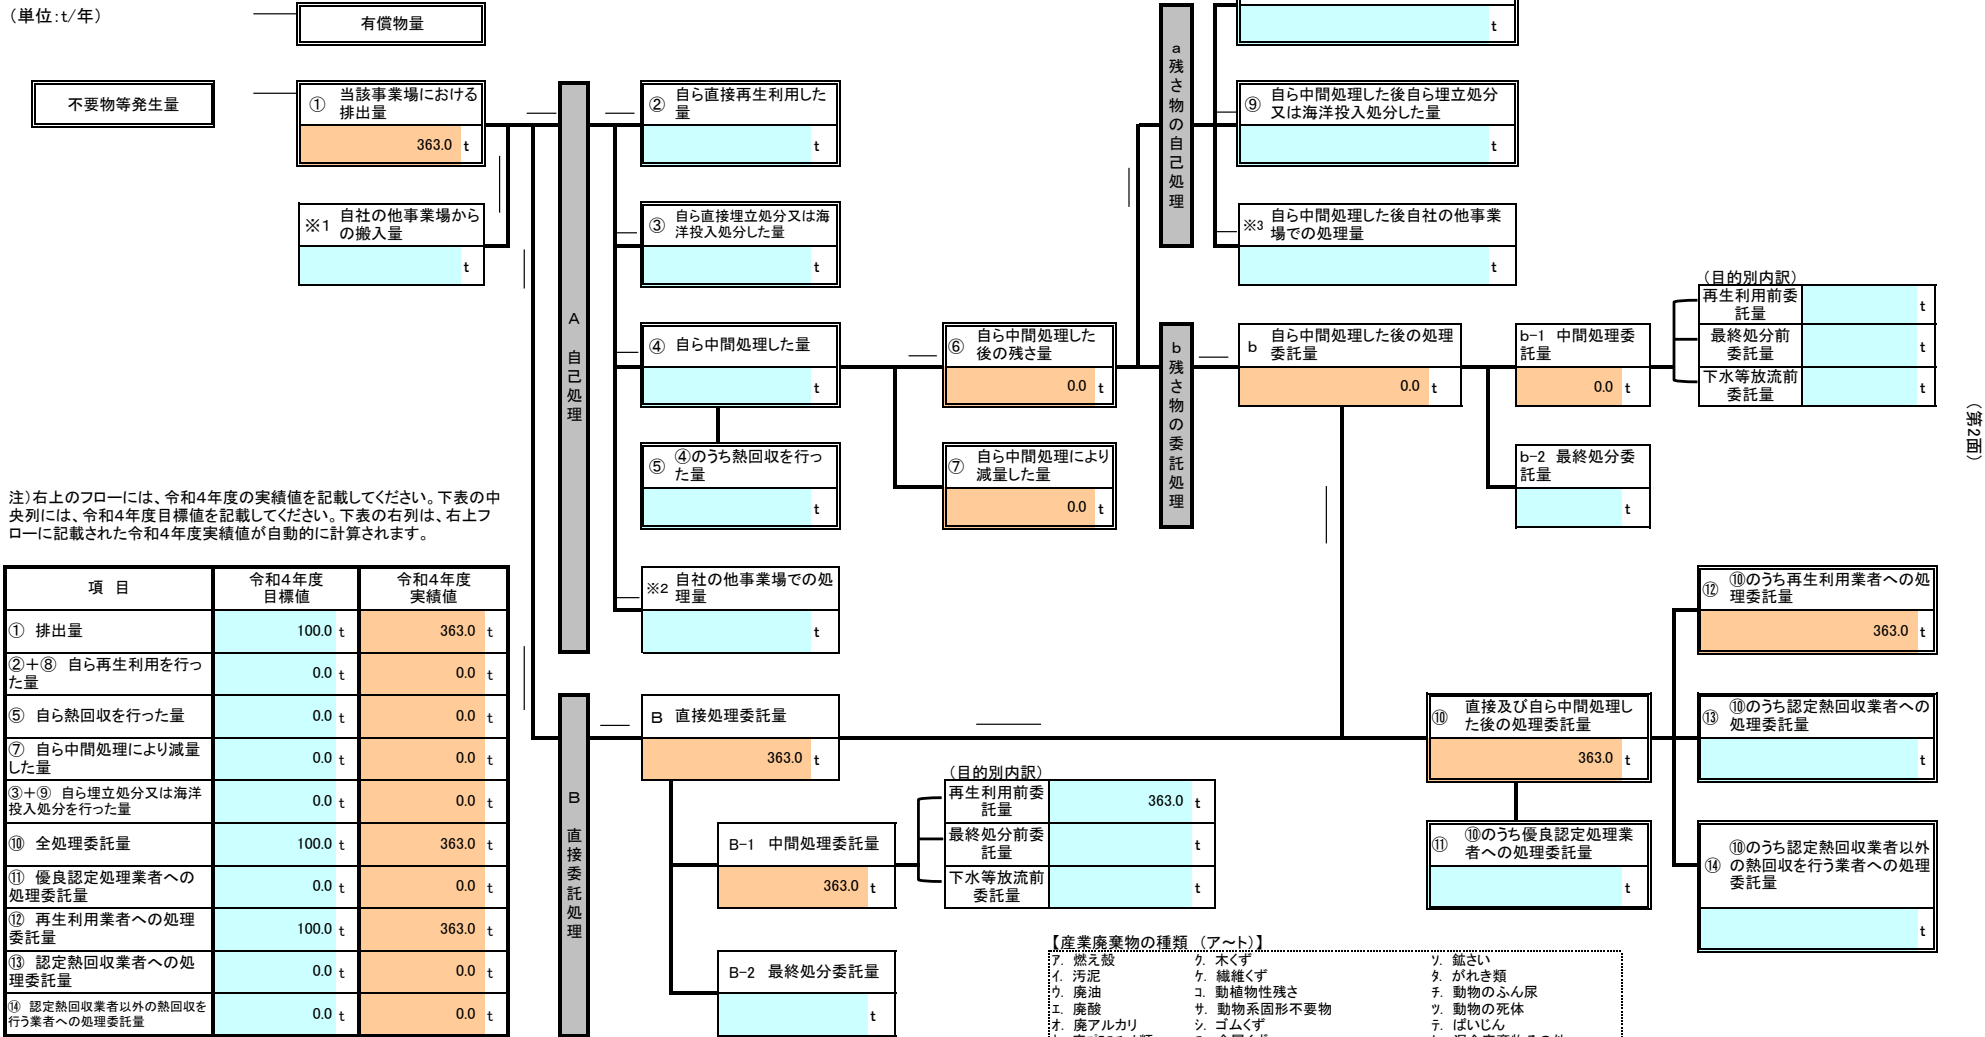 (単位:t/年)
有償物量
t
不要物等発生量
① 当該事業場における
排出量
363.0 t
※1 自社の他事業場から
の搬入量
t
A 自己処理
② 自ら直接再生利用した
量
t
③ 自ら直接埋立処分又は海
洋投入処分した量
t
④ 自ら中間処理した量
t
⑤ ④のうち熱回収を行っ
た量
t
※2 自社の他事業場での処
理量
t
⑥ 自ら中間処理した
後の残さ量
0.0 t
⑦ 自ら中間処理により
減量した量
0.0 t
a 残さ物の自己処理
⑨ 自ら中間処理した後自ら埋立処分
又は海洋投入処分した量
t
※3 自ら中間処理した後自社の他事業
場での処理量
t
b 残さ物の委託処理
b 自ら中間処理した後の処理
委託量
0.0 t
b-1 中間処理委
託量
0.0 t
b-2 最終処分委
託量
t
(目的別内訳)
再生利用前委
託量
t
最終処分前
委託量
t
下水等放流前
委託量
t
(第2面)
注)右上のフローには、令和4年度の実績値を記載してください。下表の中
央列には、令和4年度目標値を記載してください。下表の右列は、右上フ
ローに記載された令和4年度実績値が自動的に計算されます。
項 目 令和4年度 目標値 令和4年度 実績値
① 排出量 100.0 t 363.0 t
②+⑧ 自ら再生利用を行っ
た量 0.0 t 0.0 t
⑤ 自ら熱回収を行った量 0.0 t 0.0 t
⑦ 自ら中間処理により減量
した量 0.0 t 0.0 t
③+⑨ 自ら埋立処分又は海洋
投入処分を行った量 0.0 t 0.0 t
⑩ 全処理委託量 100.0 t 363.0 t
⑪ 優良認定処理業者への
処理委託量 0.0 t 0.0 t
⑫ 再生利用業者への処理
委託量 100.0 t 363.0 t
⑬ 認定熱回収業者への処
理委託量 0.0 t 0.0 t
⑭ 認定熱回収業者以外の熱回収を
行う業者への処理委託量 0.0 t 0.0 t
B 直接委託処理
B 直接処理委託量
363.0 t
B-1 中間処理委託量
363.0 t
B-2 最終処分委託量
t
(目的別内訳)
再生利用前委
託量
363.0 t
最終処分前委
託量
t
下水等放流前
委託量
t
⑩ 直接及び自ら中間処理し
た後の処理委託量
363.0 t
⑪ ⑩のうち優良認定処理業
者への処理委託量
t
⑫ ⑩のうち再生利用業者への処
理委託量
363.0 t
⑬ ⑩のうち認定熱回収業者への
処理委託量
t
⑭ ⑩のうち認定熱回収業者以外
の熱回収を行う業者への処理
委託量
t
【産業廃棄物の種類 (ア~ト)】
ア. 燃え殻 ク. 木くず ソ. 鉱さい
イ. 汚泥 ケ. 繊維くず タ. がれき類
ウ. 廃油 コ. 動植物性残さ チ. 動物のふん尿
エ. 廃酸 サ. 動物系固形不要物 ツ. 動物の死体
オ. 廃アルカリ シ. ゴムくず テ. ばいじん